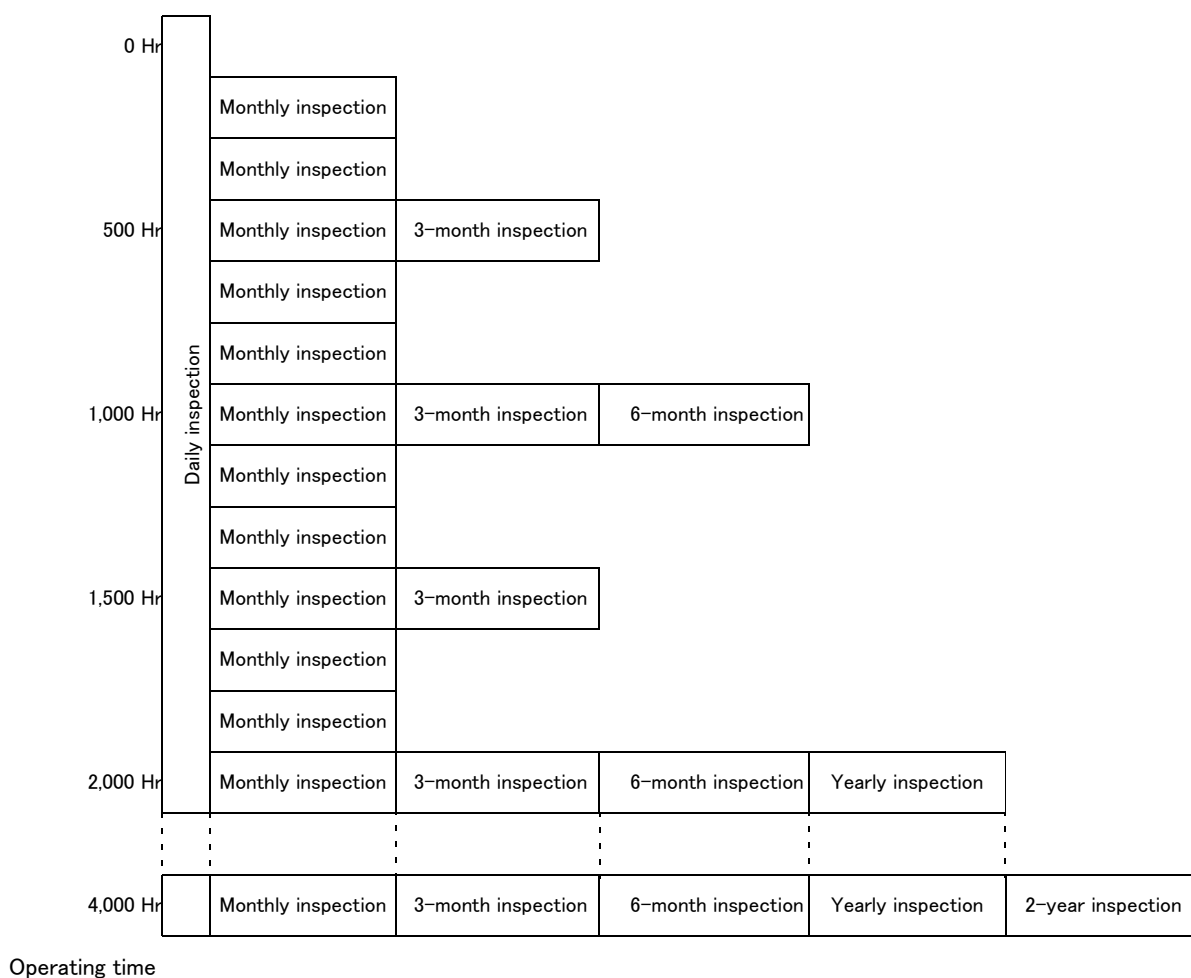 0 Hr
Monthly inspection
Monthly inspection
500 Hr Monthly inspection 3-month inspection
Monthly inspection
Monthly inspection
Daily inspection
1,000 Hr Monthly inspection 3-month inspection 6-month inspection
Monthly inspection
Monthly inspection
1,500 Hr Monthly inspection 3-month inspection
Monthly inspection
Monthly inspection
2,000 Hr Monthly inspection 3-month inspection 6-month inspection Yearly inspection
4,000 Hr Monthly inspection 3-month inspection 6-month inspection Yearly inspection 2-year inspection
Operating time